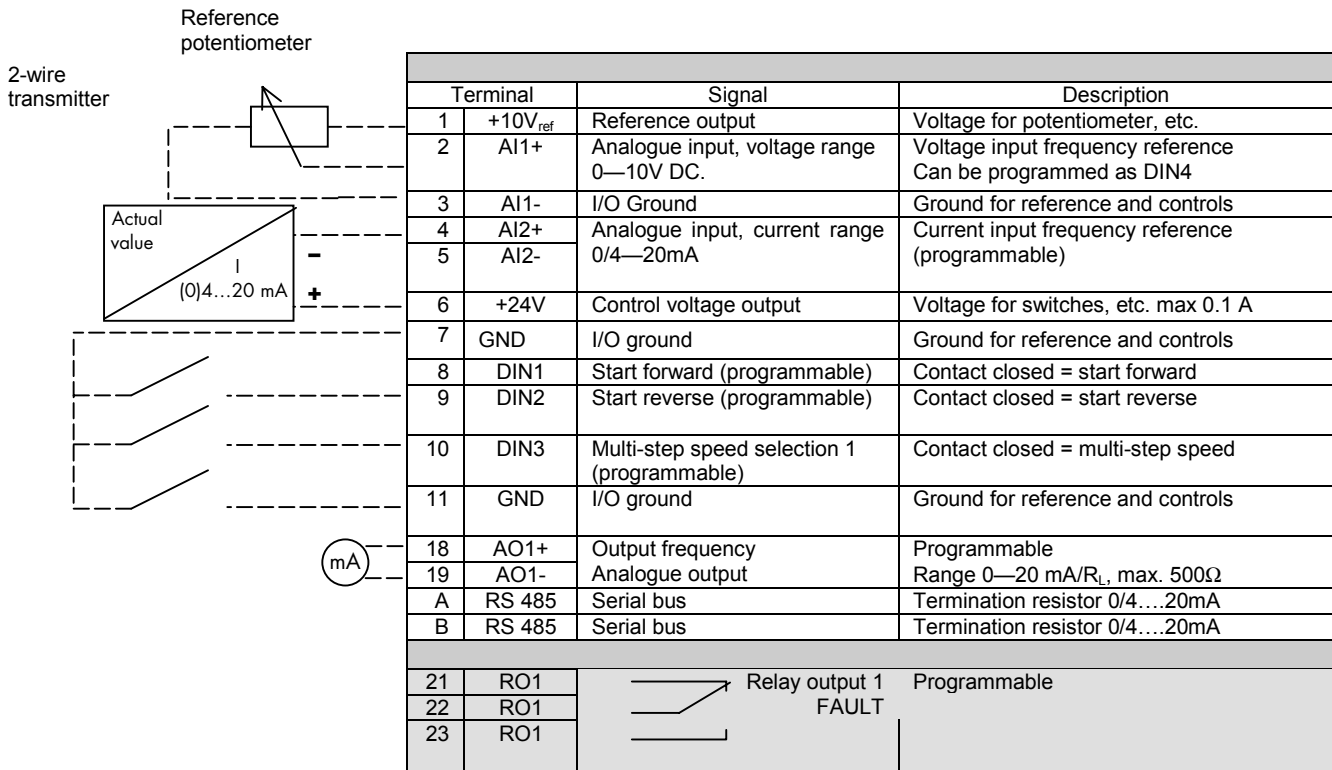 Reference
potentiometer
2-wire
transmitter
Terminal Signal Description
1 +10Vref Reference output Voltage for potentiometer, etc.
2 AI1+ Analogue input, voltage range Voltage input frequency reference
0—10V DC. Can be programmed as DIN4
3 AI1- I/O Ground Ground for reference and controls
Actual
value
I
(0)4...20 mA
-
+
4 AI2+ Analogue input, current range Current input frequency reference
5 AI2- 0/4—20mA (programmable)
6 +24V Control voltage output Voltage for switches, etc. max 0.1 A
7 GND I/O ground Ground for reference and controls
8 DIN1 Start forward (programmable) Contact closed = start forward
9 DIN2 Start reverse (programmable) Contact closed = start reverse
10 DIN3 Multi-step speed selection 1 Contact closed = multi-step speed
(programmable)
11 GND I/O ground Ground for reference and controls
mA
18 AO1+ Output frequency Programmable
19 AO1- Analogue output Range 0—20 mA/RL, max. 500Ω
A RS 485 Serial bus Termination resistor 0/4….20mA
B RS 485 Serial bus Termination resistor 0/4….20mA
21 RO1 Relay output 1 Programmable
22 RO1 FAULT
23 RO1